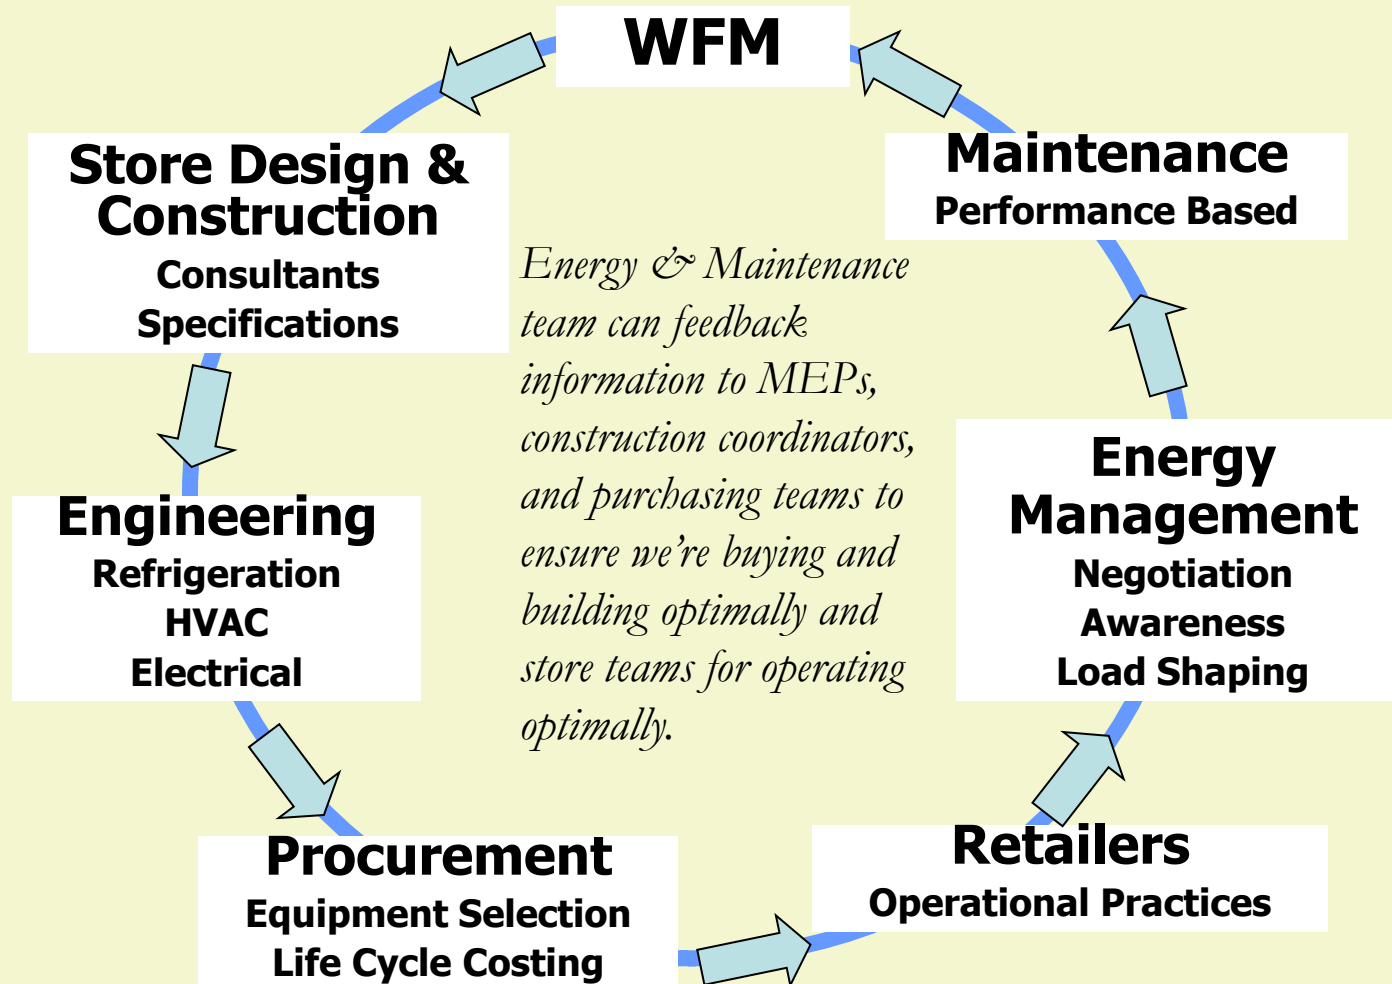 WFM
Store Design &
Construction
Consultants
Specifications
Engineering
Refrigeration
HVAC
Electrical
Procurement
Equipment Selection
Life Cycle Costing
Retailers
Operational Practices
Energy
Management
Negotiation
Awareness
Load Shaping
Maintenance
Performance Based
Energy & Maintenance
team can feedback
information to MEPs,
construction coordinators,
and purchasing teams to
ensure we're buying and
building optimally and
store teams for operating
optimally.